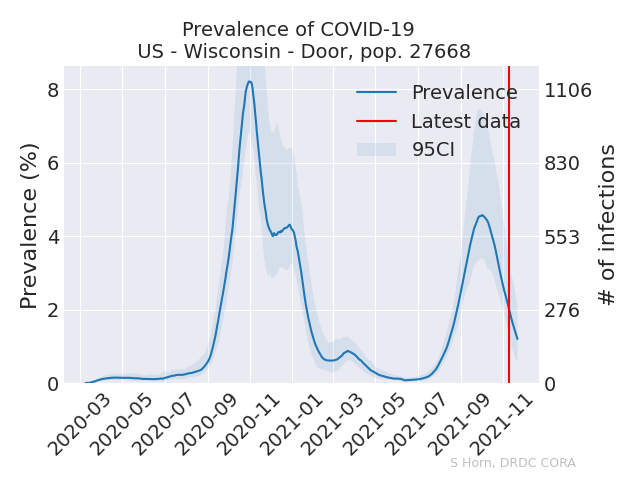 Prevalence of COVID-19
US - Wisconsin - Door, pop. 27668
Prevalence
Latest data
95CI
Prevalence (%)
8
6
4
2
0
1106
830
553
276
0
# of infections
2020-03
2020-05
2020-07
2020-09
2020-11
2021-01
2021-03
2021-05
2021-07
2021-09
2021-11
S Horn, DRDC CORA